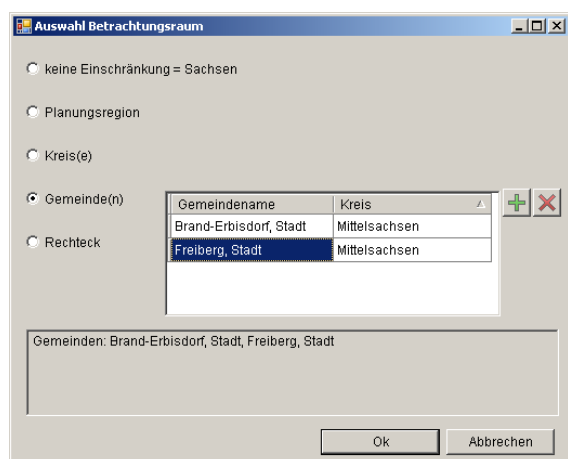 Auswahl Betrachtungsraum
keine Einschränkung = Sachsen
Planungsregion
Kreis(e)
Gemeinde(n)
Gemeindename Kreis
Brand-Erbisdorf, Stadt Mittelsachsen
Freiberg, Stadt Mittelsachsen
Rechteck
Gemeinden: Brand-Erbisdorf, Stadt, Freiberg, Stadt
Ok Abbrechen